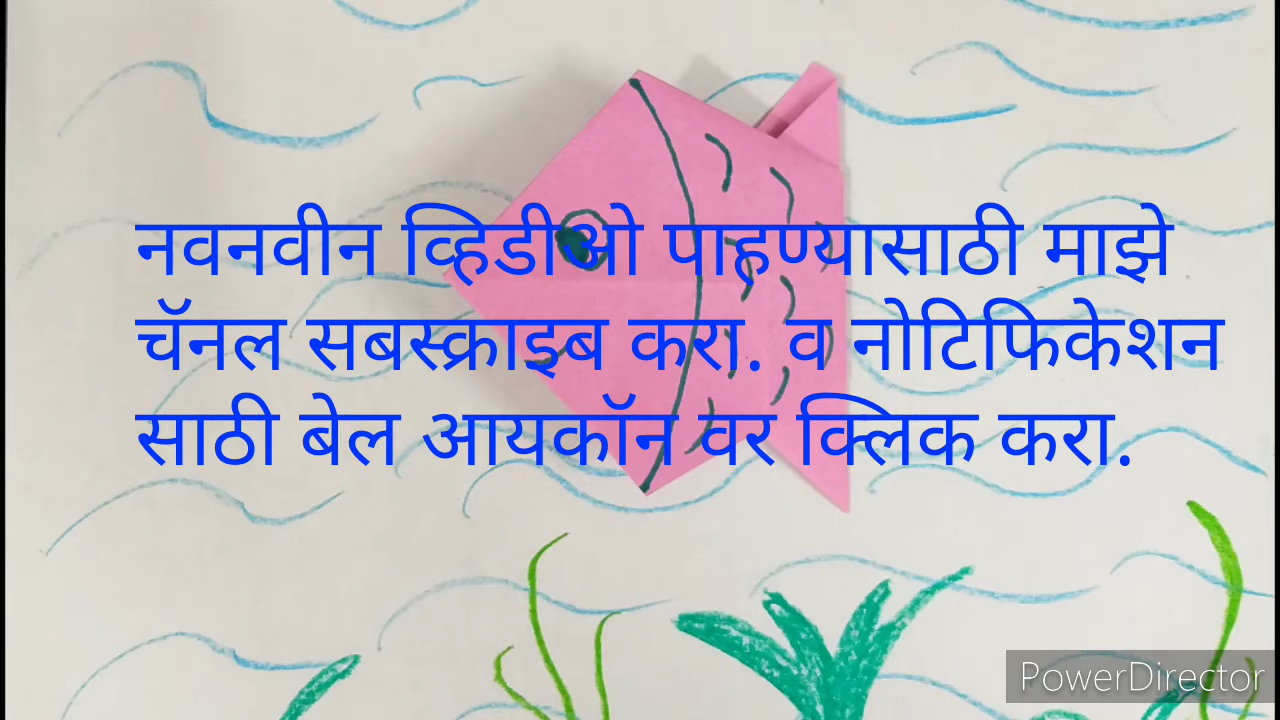 नवनवीन व्हिडीओ पाहण्यासाठी माझे
चॅनल सबस्क्राइब करा. व नोटिफिकेशन
साठी बेल आयकॉन वर क्लिक करा.
PowerDirector